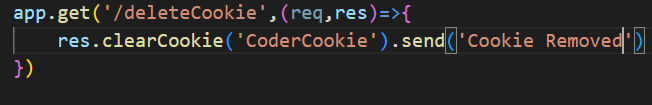 app.get('/deleteCookie',(req,res)=>{
res.clearCookie('CoderCookie').send('Cookie Removed')
})